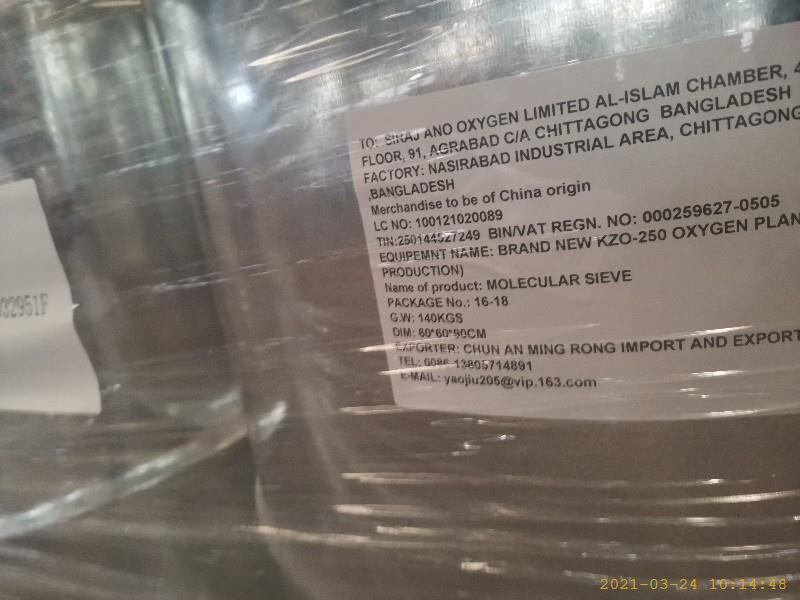 TO: SIRAJ ANO OXYGEN LIMITED AL-ISLAM CHAMBER, 4
FLOOR, 91, AGRABAD C/A CHITTAGONG BANGLADESH
FACTORY: NASIRABAD INDUSTRIAL AREA, CHITTAGONG
,BANGLADESH
Merchandise to be of China origin
LC NO: 100121020089
TIN:250144527249 BIN/VAT REGN. NO: 000259627-0505
EQUIPEMNT NAME: BRAND NEW KZO-250 OXYGEN PLAN
PRODUCTION)
Name of product: MOLECULAR SIEVE
PACKAGE No.: 16-18
G.W: 140KGS
DIM: 60*60*90CM
EXPORTER: CHUN AN MING RONG IMPORT AND EXPORT
TEL: 0086 13805714891
E-MAIL: yaojiu205@vip.163.com
32951F
2021-03-24 10:14:48